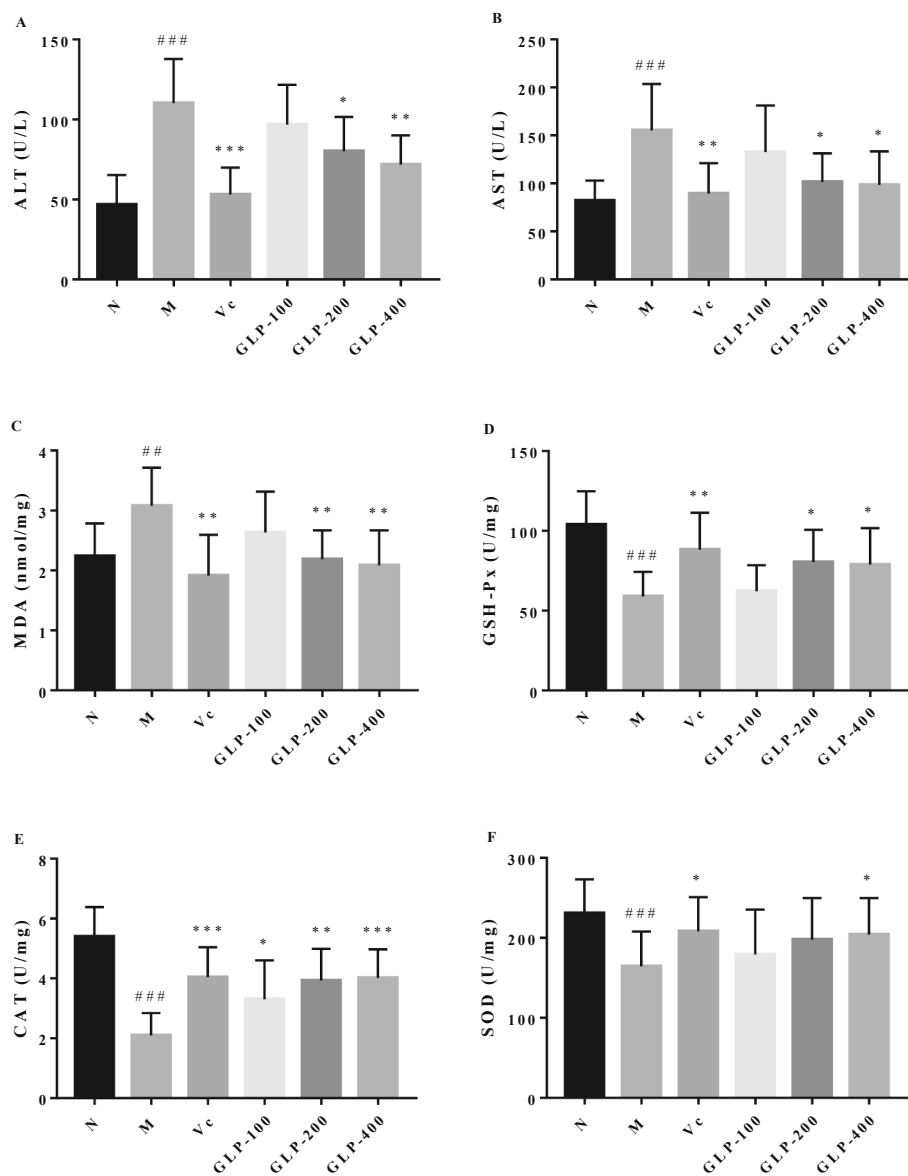 A
ALT (U/L)
150
100
50
0
###
***
*
**
N
M
Vc
GLP-100
GLP-200
GLP-400
B
AST (U/L)
250
200
150
100
50
0
###
**
*
*
N
M
Vc
GLP-100
GLP-200
GLP-400
C
MDA (nmol/mg)
4
3
2
1
0
##
**
**
**
N
M
Vc
GLP-100
GLP-200
GLP-400
D
GSH-Px (U/mg)
150
100
50
0
###
**
*
*
N
M
Vc
GLP-100
GLP-200
GLP-400
E
CAT (U/mg)
8
6
4
2
0
###
***
*
**
***
N
M
Vc
GLP-100
GLP-200
GLP-400
F
SOD (U/mg)
300
200
100
0
###
*
*
N
M
Vc
GLP-100
GLP-200
GLP-400